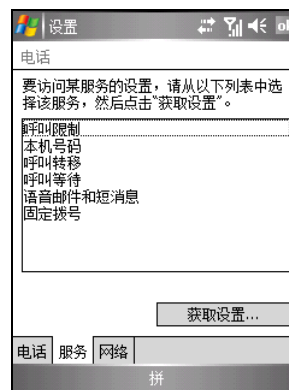 设置
ok
电话
要访问某服务的设置，请从以下列表中选
择该服务，然后点击"获取设置"。
呼叫限制
本机号码
呼叫转移
呼叫等待
语音邮件和短消息
固定拨号
获取设置...
电话 服务 网络
拼